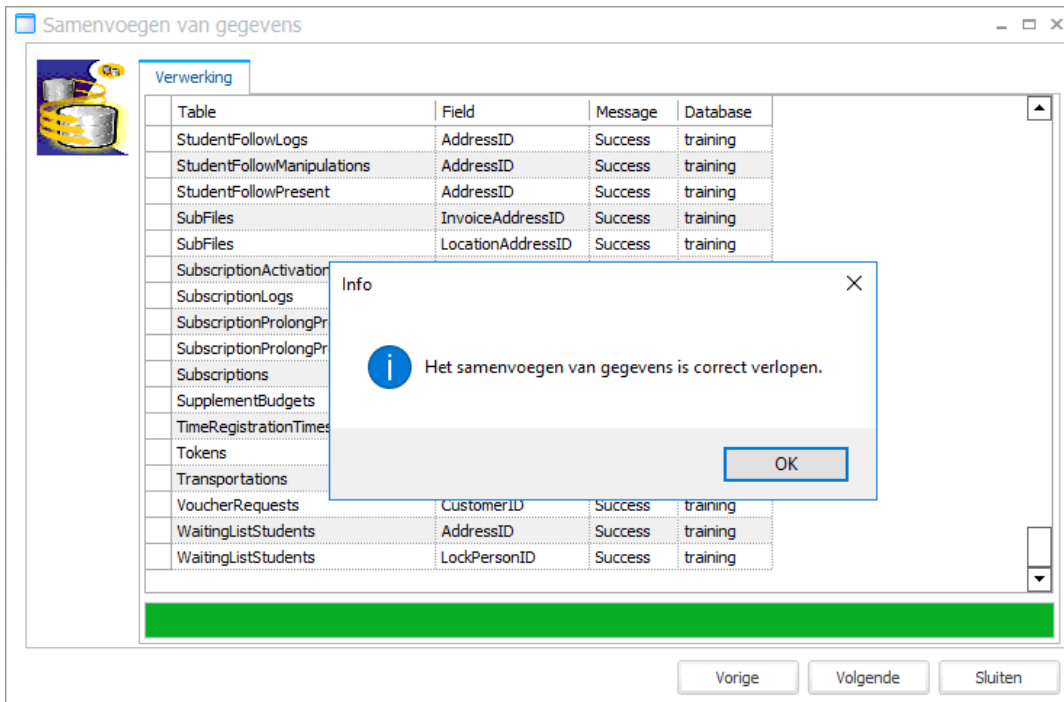 Samenvoegen van gegevens
Verwerking
Table Field Message Database
StudentFollowLogs AddressID Success training
StudentFollowManipulations AddressID Success training
StudentFollowPresent AddressID Success training
SubFiles InvoiceAddressID Success training
SubFiles LocationAddressID Success training
SubscriptionActivation
SubscriptionLogs
SubscriptionProlongPr
SubscriptionProlongPr
Subscriptions
SupplementBudgets
TimeRegistrationTimes
Tokens
Transportations
Info
Het samenvoegen van gegevens is correct verlopen.
OK
VoucherRequests CustomerID Success training
WaitingListStudents AddressID Success training
WaitingListStudents LockPersonID Success training
Vorige Volgende Sluiten